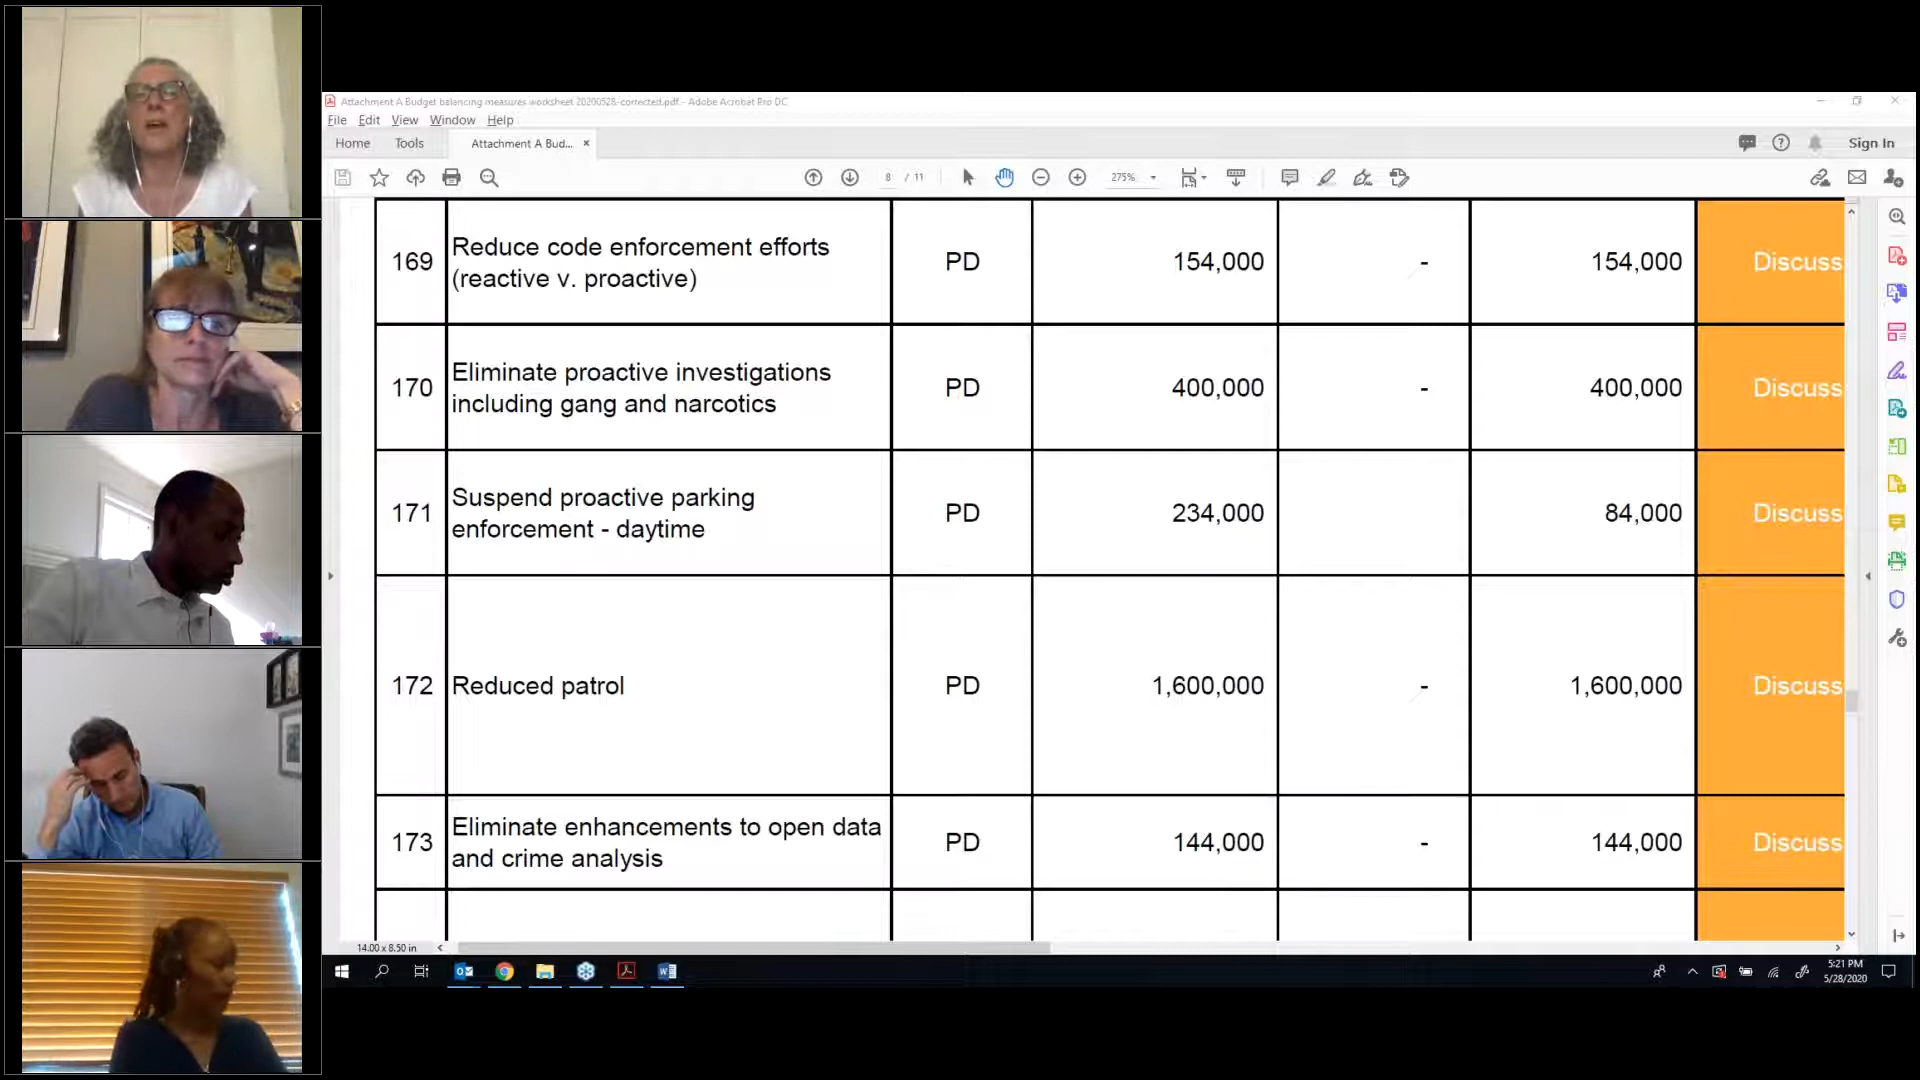 Attachment A Budget balancing measures worksheet 20200528-corrected.pdf - Adobe Acrobat Pro DC
File Edit View Window Help
Home Tools Attachment A Bud... × Sign In
8 / 11 275%
169 Reduce code enforcement efforts
(reactive v. proactive) PD 154,000 - 154,000 Discuss
170 Eliminate proactive investigations
including gang and narcotics PD 400,000 - 400,000 Discuss
171 Suspend proactive parking
enforcement - daytime PD 234,000 84,000 Discuss
172 Reduced patrol PD 1,600,000 - 1,600,000 Discuss
173 Eliminate enhancements to open data
and crime analysis PD 144,000 - 144,000 Discuss
14.00 x 8.50 in
5:21 PM
5/28/2020